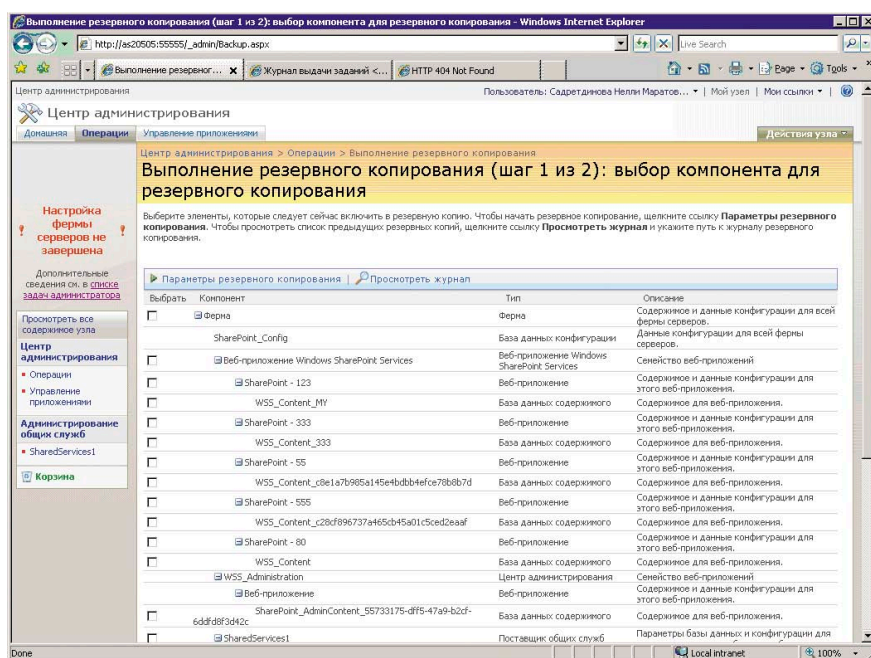 Выполнение резервного копирования (шаг 1 из 2): выбор компонента для резервного копирования - Windows Internet Explorer
http://as20505:55555/_admin/Backup.aspx
Live Search
Выполнение резервног... X
Журнал выдачи заданий <...
HTTP 404 Not Found
Page
Tools
Центр администрирования
Пользователь: Садретдинова Нелли Маратов...
Мой узел
Мои ссылки
Центр администрирования
Домашняя
Операции
Управление приложениями
Действия узла
Центр администрирования > Операции > Выполнение резервного копирования
Выполнение резервного копирования (шаг 1 из 2): выбор компонента для
резервного копирования
Настройка
фермы
серверов не
завершена
Дополнительные
сведения см. в списке
задач администратора
Просмотреть все
содержимое узла
Центр
администрирования
Операции
Управление
приложениями
Администрирование
общих служб
SharedServices1
Корзина
Выберите элементы, которые следует сейчас включить в резервную копию. Чтобы начать резервное копирование, щелкните ссылку Параметры резервного
копирования. Чтобы просмотреть список предыдущих резервных копий, щелкните ссылку Просмотреть журнал и укажите путь к журналу резервного
копирования.
Параметры резервного копирования | Просмотреть журнал
Выбрать Компонент Тип Описание
Ферма Ферма Содержимое и данные конфигурации для всей
фермы серверов.
SharePoint_Config База данных конфигурации Данные конфигурации для всей фермы
серверов.
Веб-приложение Windows SharePoint Services Веб-приложение Windows
SharePoint Services Семейство веб-приложений
SharePoint - 123 Веб-приложение Содержимое и данные конфигурации для
этого веб-приложения.
WSS_Content_MY База данных содержимого Содержимое для веб-приложения.
SharePoint - 333 Веб-приложение Содержимое и данные конфигурации для
этого веб-приложения.
WSS_Content_333 База данных содержимого Содержимое для веб-приложения.
SharePoint - 55 Веб-приложение Содержимое и данные конфигурации для
этого веб-приложения.
WSS_Content_c8e1a7b985a145e4bdbb4efce78b8b7d База данных содержимого Содержимое для веб-приложения.
SharePoint - 555 Веб-приложение Содержимое и данные конфигурации для
этого веб-приложения.
WSS_Content_c28cf896737a465cb45a01c5ced2eaaf База данных содержимого Содержимое для веб-приложения.
SharePoint - 80 Веб-приложение Содержимое и данные конфигурации для
этого веб-приложения.
WSS_Content База данных содержимого Содержимое для веб-приложения.
WSS_Administration Центр администрирования Семейство веб-приложений
Веб-приложение Веб-приложение Содержимое и данные конфигурации для
этого веб-приложения.
SharePoint_AdminContent_55733175-dff5-47a9-b2cf-
6ddfd8f3d42c База данных содержимого Содержимое для веб-приложения.
SharedServices1 Поставщик общих служб Параметры базы данных и конфигурации для
Done
Local intranet
100%